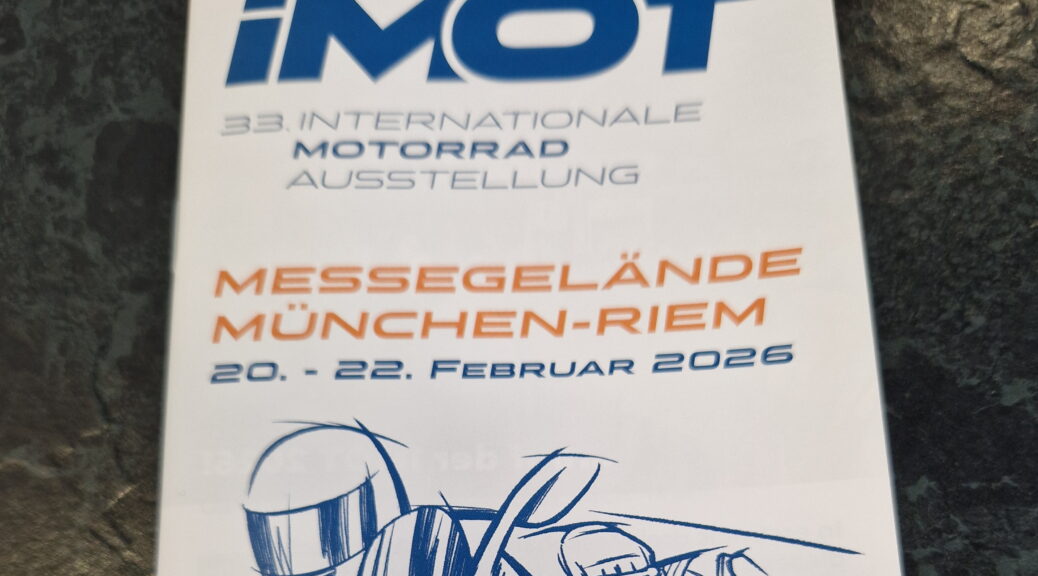 iMOT
33. INTERNATIONALE
MOTORRAD
AUSSTELLUNG
MESSEGELÄNDE
MÜNCHEN-RIEM
20. - 22. FEBRUAR 2026